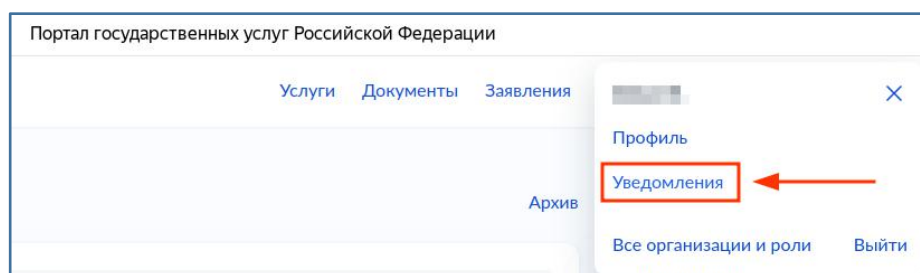 Портал государственных услуг Российской Федерации
Услуги Документы Заявления
Профиль
Уведомления
Архив
Все организации и роли Выйти